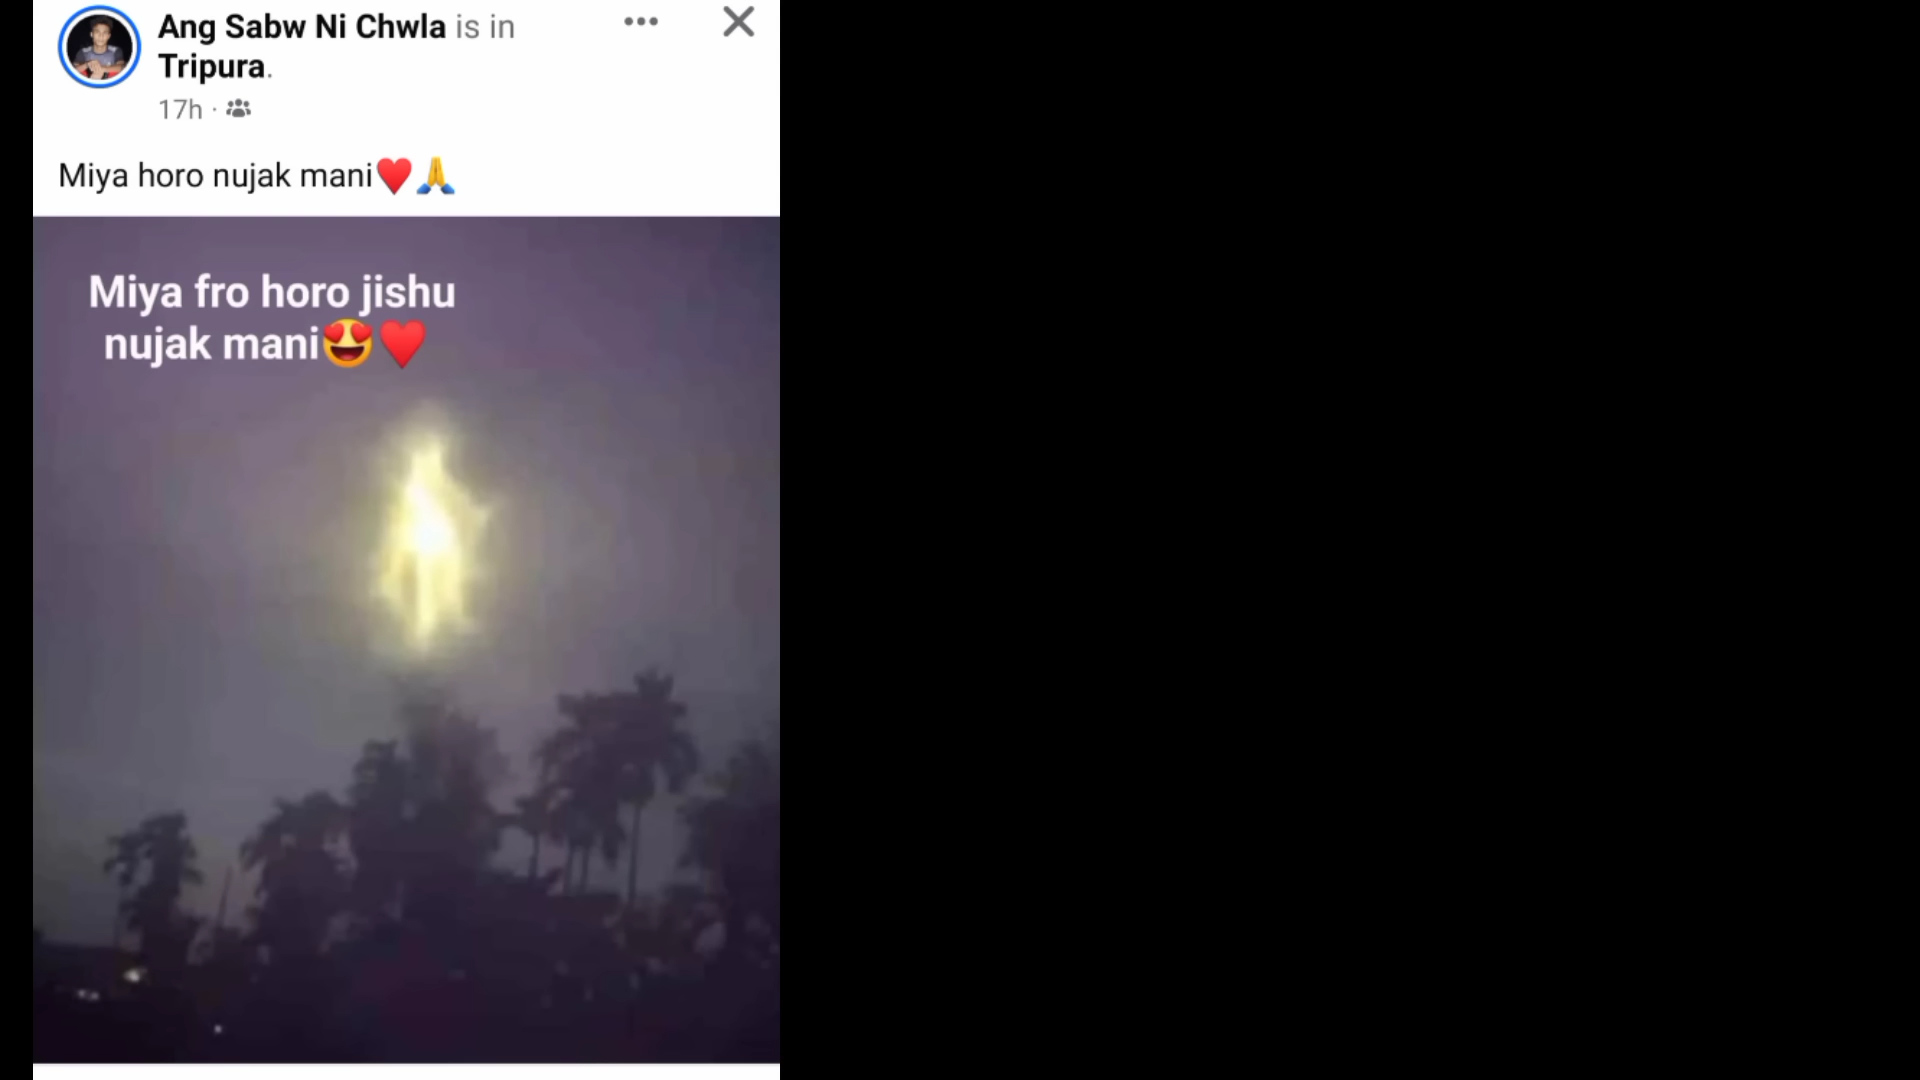 Ang Sabw Ni Chwla is in
Tripura.
17h ·
Miya horo nujak mani❤️🙏
Miya fro horo jishu
nujak mani😍❤️